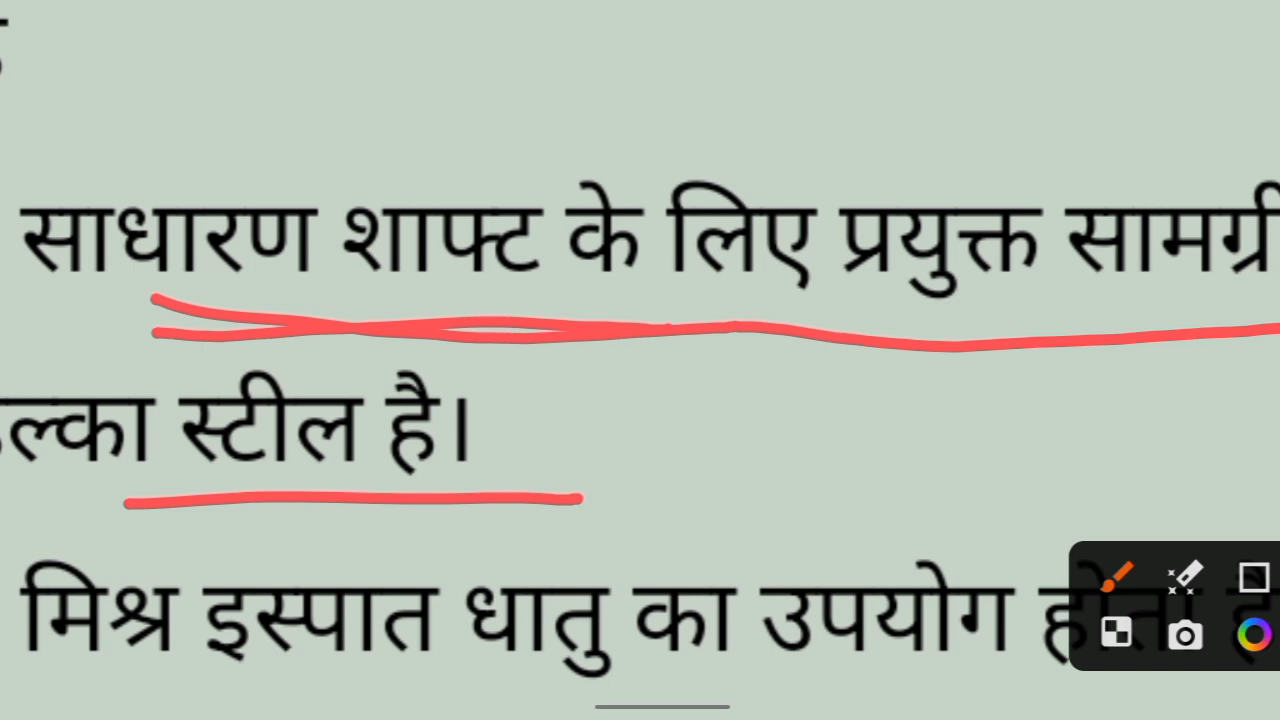 साधारण शाफ्ट के लिए प्रयुक्त सामग्री
स्टील है।
मिश्र इस्पात धातु का उपयोग होता